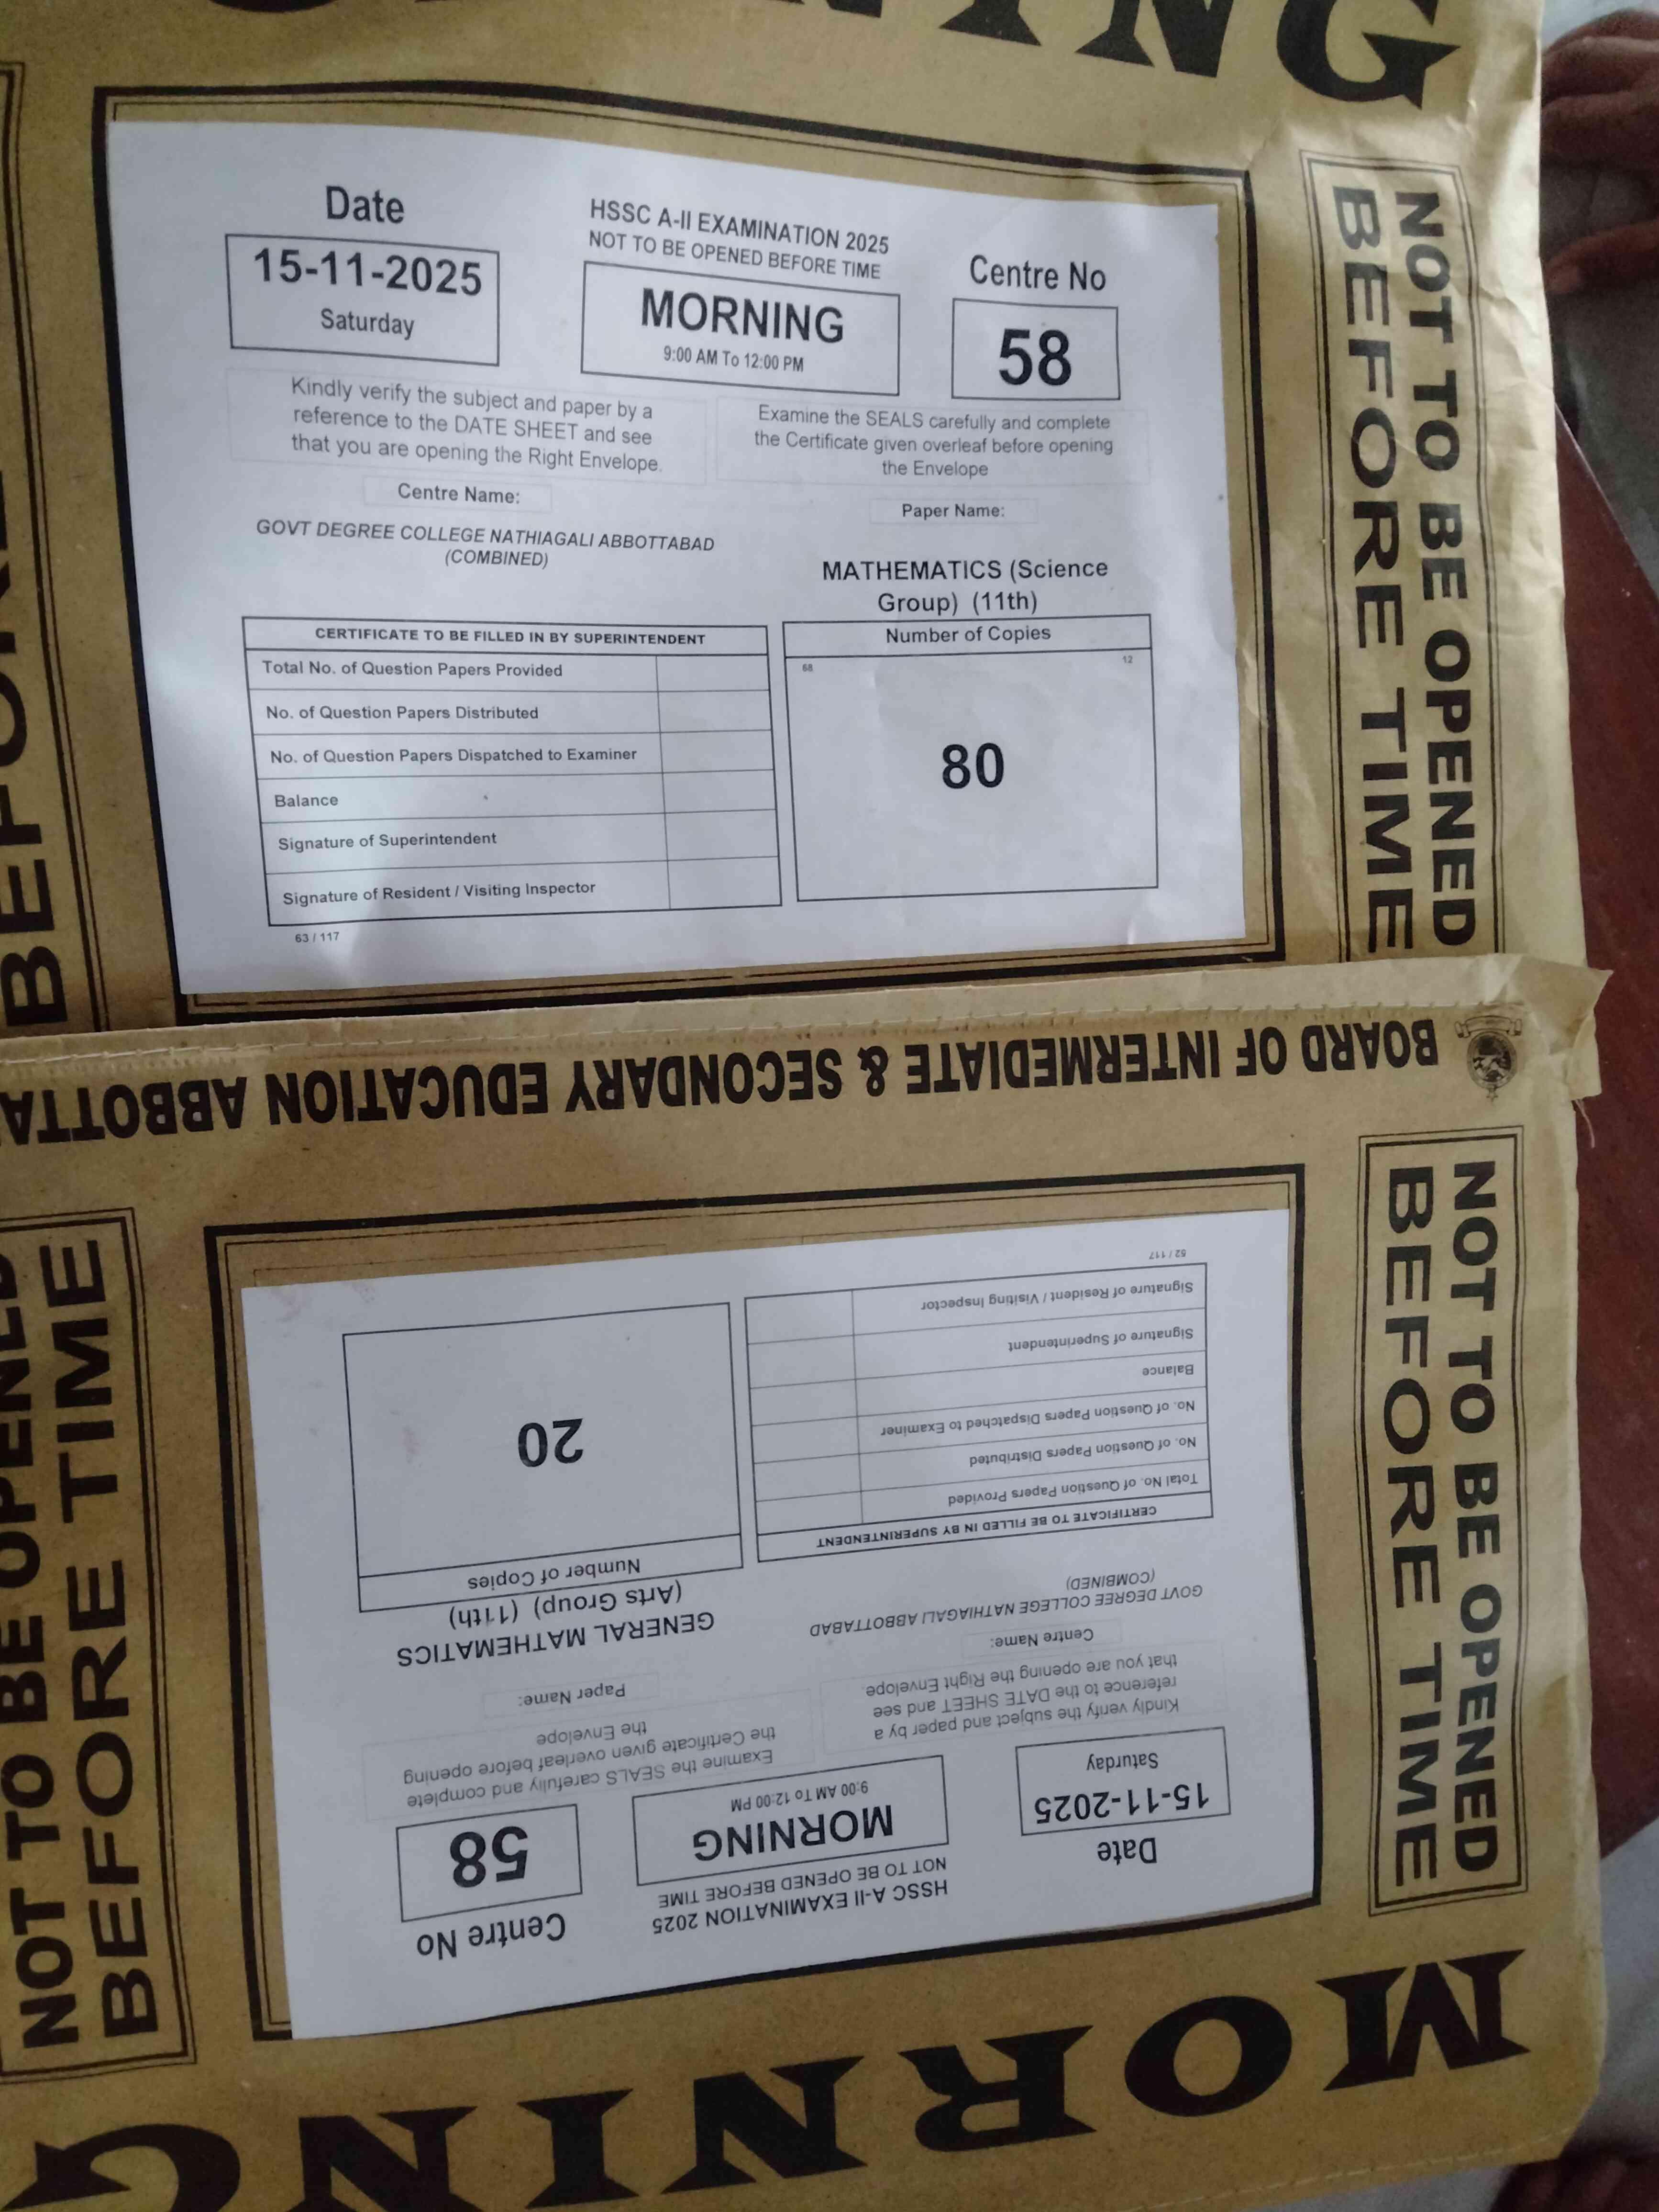 NING
Date
15-11-2025
Saturday
HSSC A-II EXAMINATION 2025
NOT TO BE OPENED BEFORE TIME
MORNING
9:00 AM To 12:00 PM
Centre No
58
Kindly verify the subject and paper by a
reference to the DATE SHEET and see
that you are opening the Right Envelope.
Examine the SEALS carefully and complete
the Certificate given overleaf before opening
the Envelope
Centre Name:
GOVT DEGREE COLLEGE NATHIAGALI ABBOTTABAD
(COMBINED)
Paper Name:
MATHEMATICS (Science
Group) (11th)
CERTIFICATE TO BE FILLED IN BY SUPERINTENDENT
Total No. of Question Papers Provided
No. of Question Papers Distributed
No. of Question Papers Dispatched to Examiner
Balance
Signature of Superintendent
Signature of Resident / Visiting Inspector
63 / 117
Number of Copies
68 12
80
NOT TO BE OPENED
BEFORE TIME
BOARD OF INTERMEDIATE & SECONDARY EDUCATION ABBOTTA
NOT TO BE OPENED
BEFORE TIME
NOT TO BE OPENED
BEFORE TIME
MORNING
Centre No
58
HSSC A-II EXAMINATION 2025
NOT TO BE OPENED BEFORE TIME
MORNING
9:00 AM To 12:00 PM
Date
15-11-2025
Saturday
Kindly verify the subject and paper by a
reference to the DATE SHEET and see
that you are opening the Right Envelope.
Examine the SEALS carefully and complete
the Certificate given overleaf before opening
the Envelope
Centre Name:
GOVT DEGREE COLLEGE NATHIAGALI ABBOTTABAD
(COMBINED)
Paper Name:
GENERAL MATHEMATICS
(Arts Group) (11th)
CERTIFICATE TO BE FILLED IN BY SUPERINTENDENT
Total No. of Question Papers Provided
No. of Question Papers Distributed
No. of Question Papers Dispatched to Examiner
Balance
Signature of Superintendent
Signature of Resident / Visiting Inspector
52 / 117
Number of Copies
20